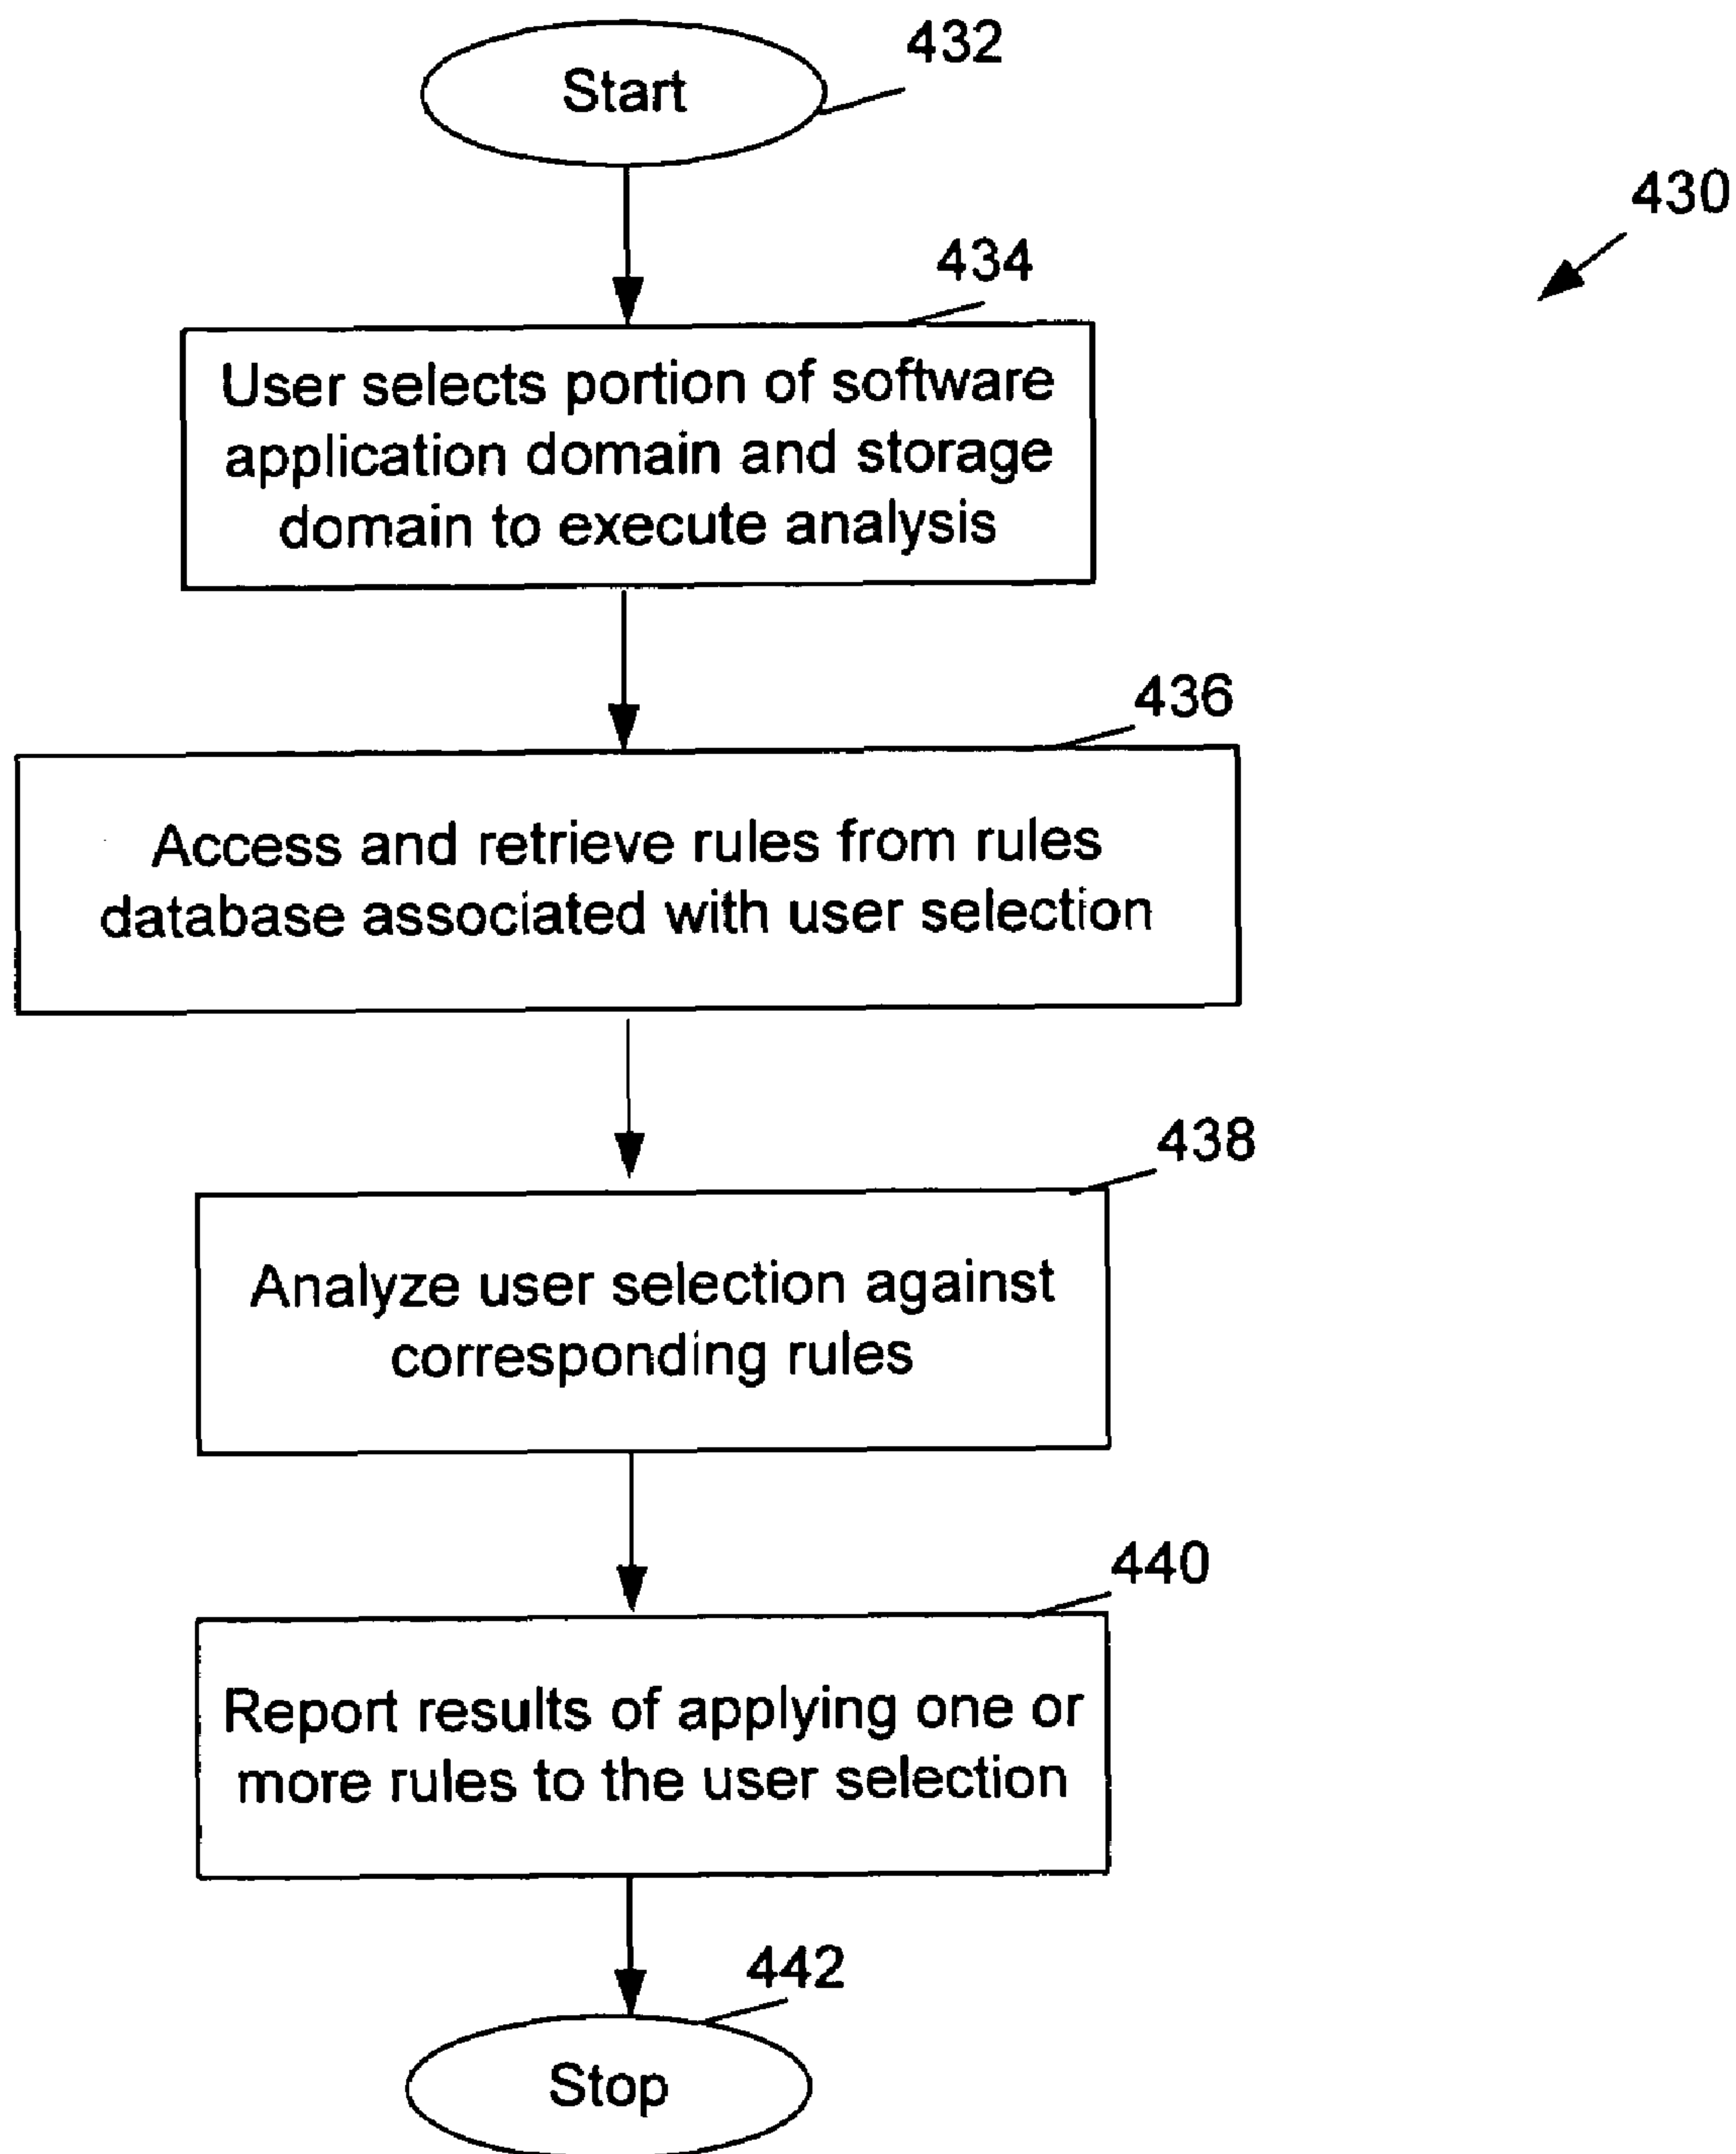 432
Start
430
434
User selects portion of software
application domain and storage
domain to execute analysis
436
Access and retrieve rules from rules
database associated with user selection
438
Analyze user selection against
corresponding rules
440
Report results of applying one or
more rules to the user selection
442
Stop